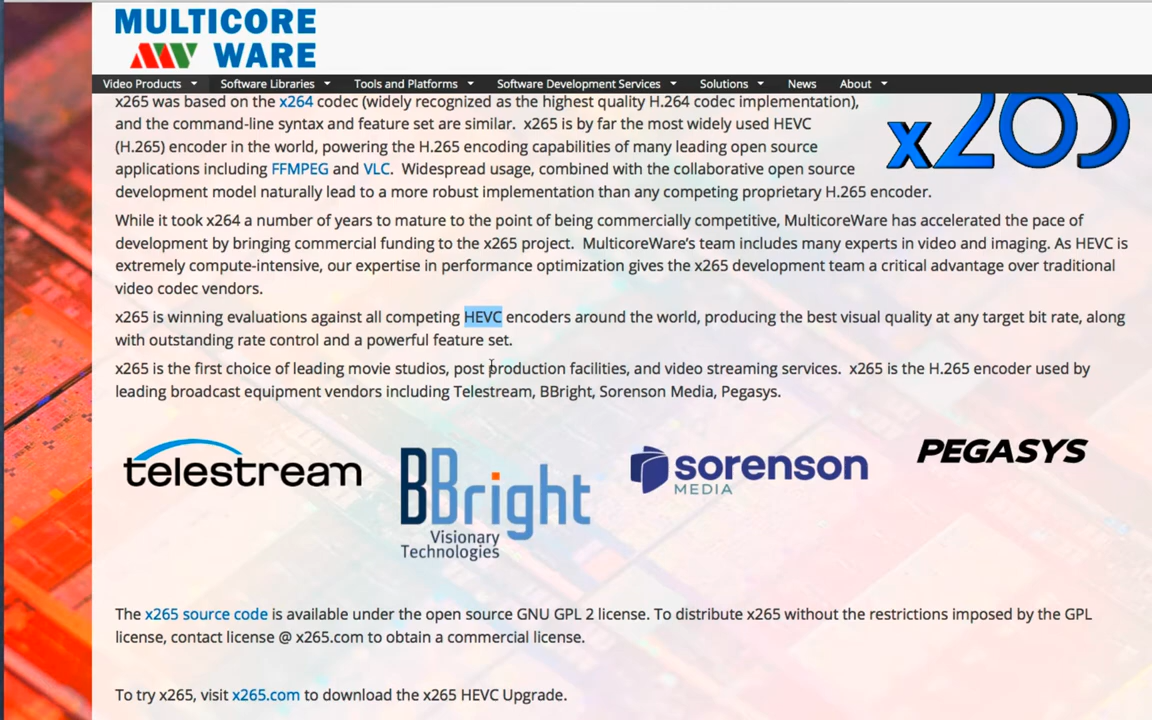 MULTICORE
WARE
Video Products Software Libraries Tools and Platforms Software Development Services Solutions News About
x265 was based on the x264 codec (widely recognized as the highest quality H.264 codec implementation),
and the command-line syntax and feature set are similar.  x265 is by far the most widely used HEVC
(H.265) encoder in the world, powering the H.265 encoding capabilities of many leading open source
applications including FFMPEG and VLC.  Widespread usage, combined with the collaborative open source
development model naturally lead to a more robust implementation than any competing proprietary H.265 encoder.
x265
While it took x264 a number of years to mature to the point of being commercially competitive, MulticoreWare has accelerated the pace of
development by bringing commercial funding to the x265 project.  MulticoreWare's team includes many experts in video and imaging. As HEVC is
extremely compute-intensive, our expertise in performance optimization gives the x265 development team a critical advantage over traditional
video codec vendors.
x265 is winning evaluations against all competing HEVC encoders around the world, producing the best visual quality at any target bit rate, along
with outstanding rate control and a powerful feature set.
x265 is the first choice of leading movie studios, post production facilities, and video streaming services.  x265 is the H.265 encoder used by
leading broadcast equipment vendors including Telestream, BBright, Sorenson Media, Pegasys.
telestream
BBright
Visionary
Technologies
sorenson
MEDIA
PEGASYS
The x265 source code is available under the open source GNU GPL 2 license. To distribute x265 without the restrictions imposed by the GPL
license, contact license @ x265.com to obtain a commercial license.
To try x265, visit x265.com to download the x265 HEVC Upgrade.